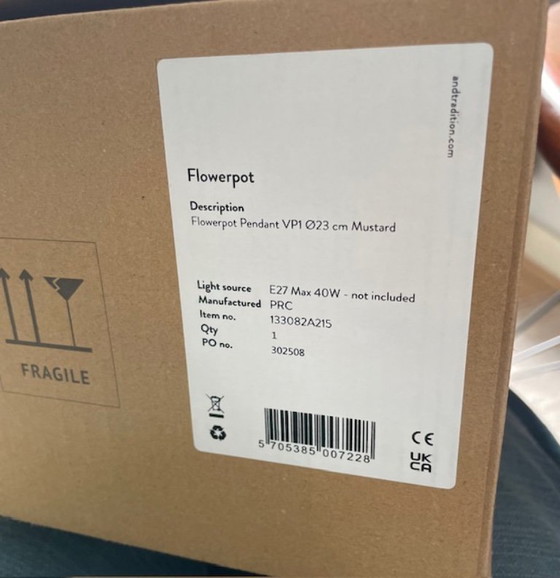 andtradition.com
Flowerpot
Description
Flowerpot Pendant VP1 Ø23 cm Mustard
Light source E27 Max 40W - not included
Manufactured PRC
Item no. 133082A215
Qty 1
PO no. 302508
5 705385 007228
CE
UK
CA
FRAGILE